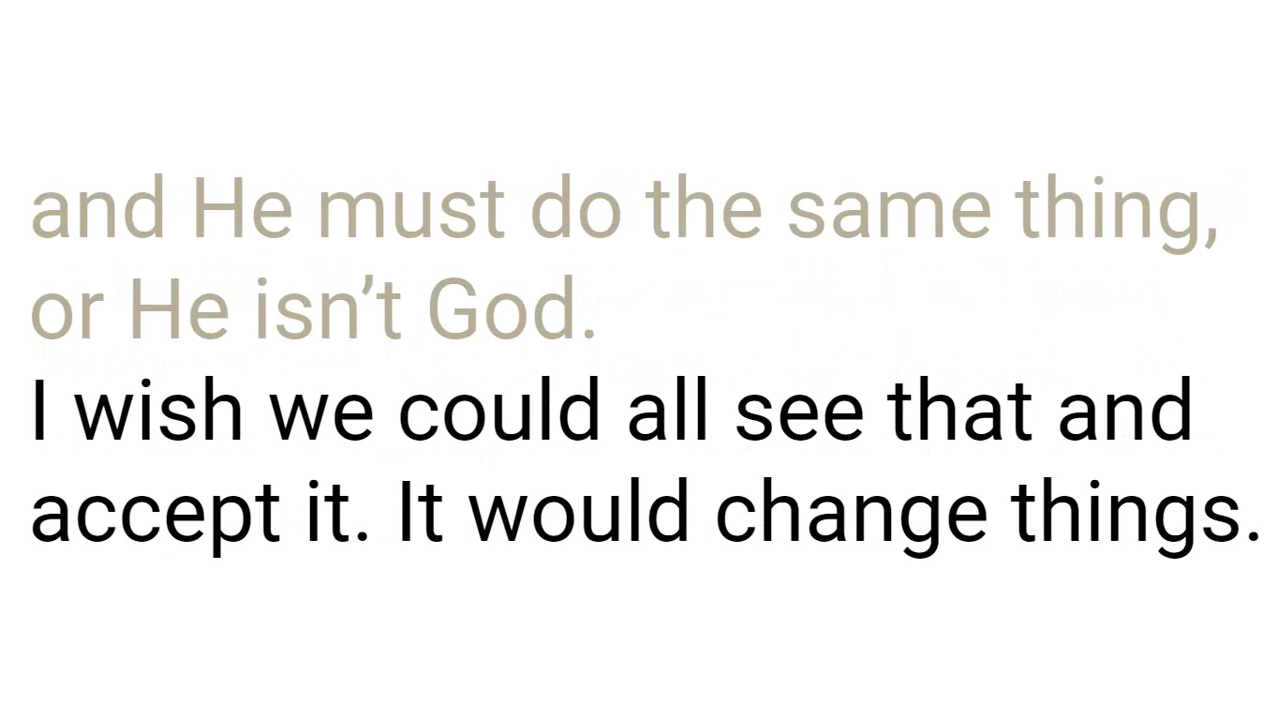 and He must do the same thing,
or He isn’t God.
I wish we could all see that and
accept it. It would change things.